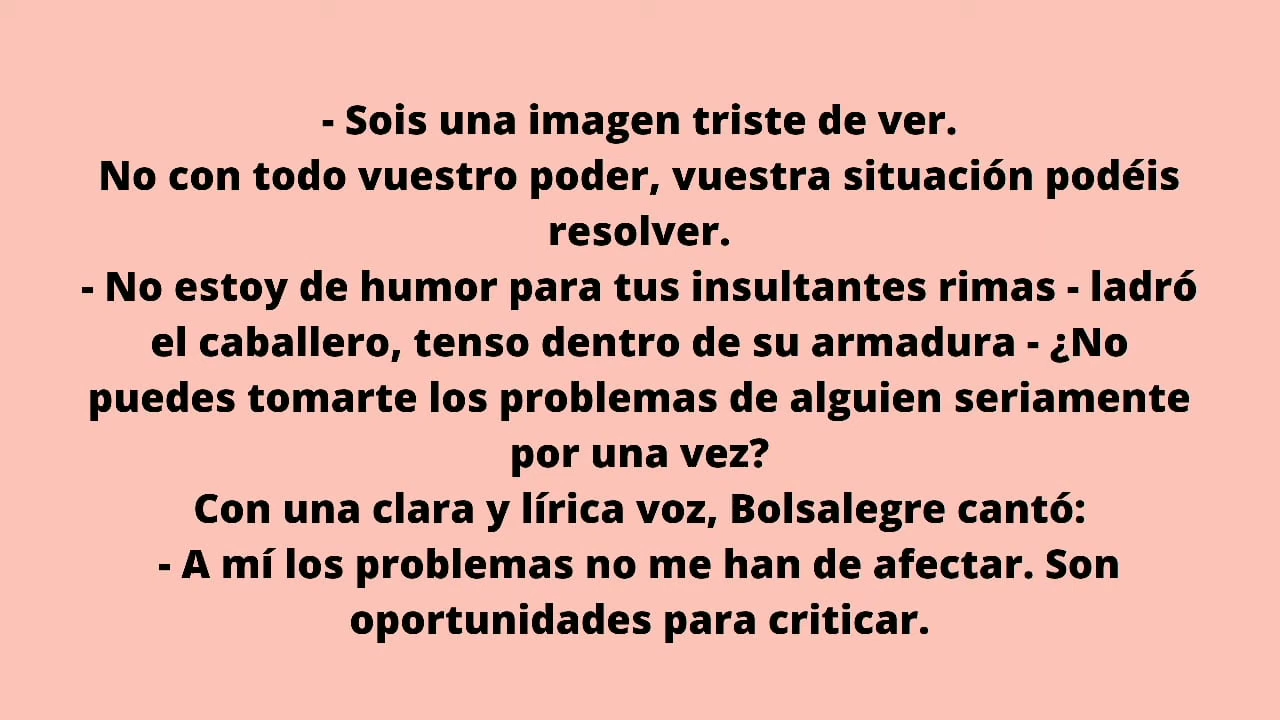 - Sois una imagen triste de ver.
No con todo vuestro poder, vuestra situación podéis
resolver.
- No estoy de humor para tus insultantes rimas - ladró
el caballero, tenso dentro de su armadura - ¿No
puedes tomarte los problemas de alguien seriamente
por una vez?
Con una clara y lírica voz, Bolsalegre cantó:
- A mí los problemas no me han de afectar. Son
oportunidades para criticar.